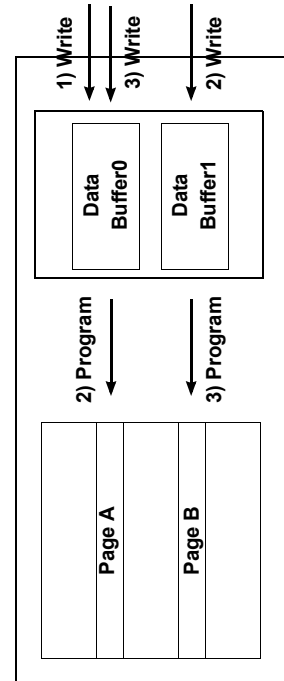 1) Write
3) Write
2) Write
Data
Buffer0
Data
Buffer1
2) Program
3) Program
Page A
Page B